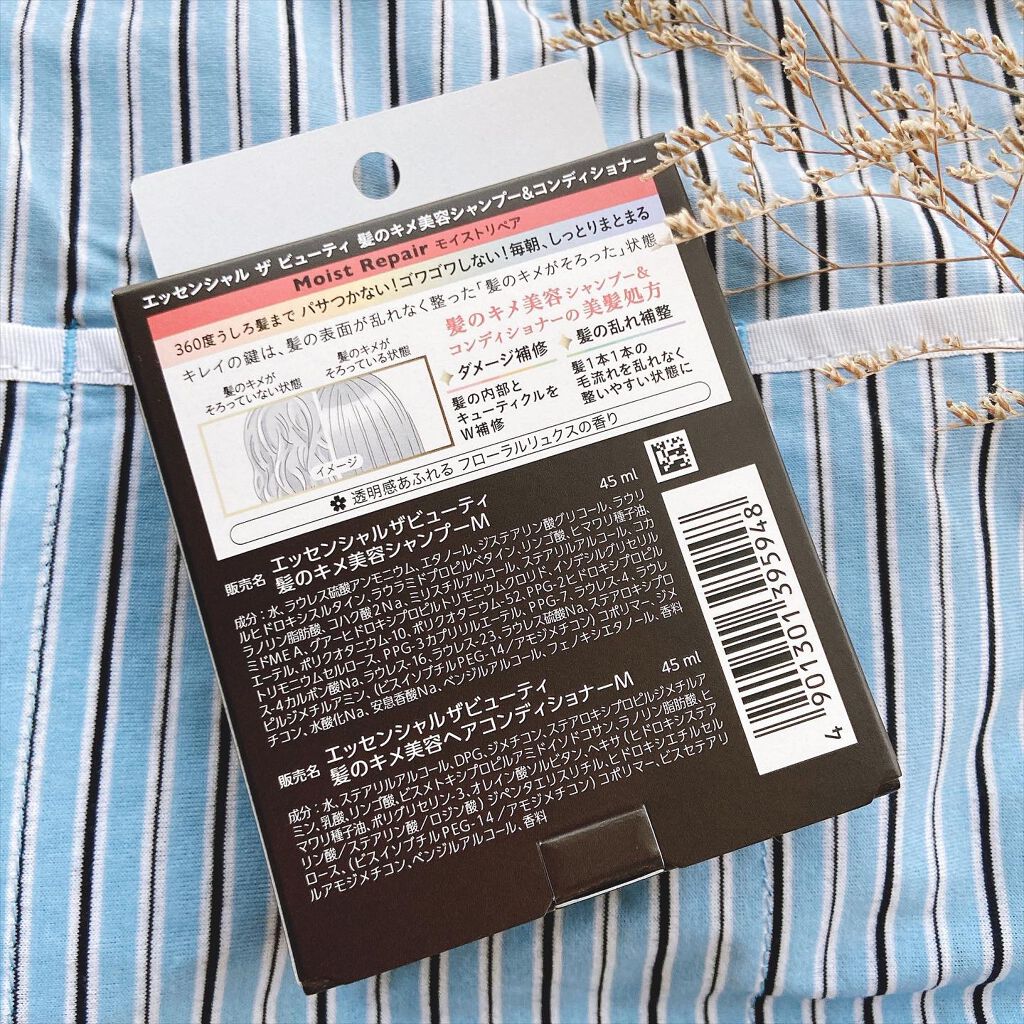 エッセンシャル ザ ビューティ 髪のキメ美容シャンプー&コンディショナー
Moist Repair モイストリペア
360度うしろ髪まで パサつかない!ゴワゴワしない!毎朝、しっとりまとまる
キレイの鍵は、髪の表面が乱れなく整った「髪のキメがそろった」状態
髪のキメが
そろっていない状態
髪のキメが
そろっている状態
イメージ
髪のキメ美容シャンプー&
コンディショナーの美髪処方
ダメージ補修
髪の内部と
キューティクルを
W補修
髪の乱れ補整
髪1本1本の
毛流れを乱れなく
整いやすい状態に
透明感あふれる フローラルリュクスの香り
販売名 エッセンシャルザビューティ
髪のキメ美容シャンプーM
45 ml
成分:水、ラウレス硫酸アンモニウム、エタノール、ジステアリン酸グリコール、ラウリ
ルヒドロキシスルタイン、ラウラミドプロピルベタイン、リンゴ酸、ヒマワリ種子油、
ラノリン脂肪酸、コハク酸2Na、ミリスチルアルコール、ステアリルアルコール、コカ
ミドMEA、グアーヒドロキシプロピルトリモニウムクロリド、イソデシルグリセリル
エーテル、ポリクオタニウム-10、ポリクオタニウム-52、PPG-2ヒドロキシプロピル
トリモニウムセルロース、PPG-3カプリリルエーテル、PPG-7、ラウレス-4、ラウレ
ス-4カルボン酸Na、ラウレス-16、ラウレス-23、ラウレス硫酸Na、ステアロキシプロ
ピルジメチルアミン、(ビスイソブチルPEG-14/アモジメチコン)コポリマー、ジメ
チコン、水酸化Na、安息香酸Na、ベンジルアルコール、フェノキシエタノール、香料
販売名 エッセンシャルザビューティ
髪のキメ美容ヘアコンディショナーM
45 ml
成分:水、ステアリルアルコール、DPG、ジメチコン、ステアロキシプロピルジメチルア
ミン、乳酸、リンゴ酸、ビスメトキシプロピルアミドイソドコサン、ラノリン脂肪酸、ヒ
マワリ種子油、ポリグリセリン-3、オレイン酸ソルビタン、ヘキサ(ヒドロキシステア
リン酸/ステアリン酸/ロジン酸)ジペンタエリスリチル、ヒドロキシエチルセルル
ロース、(ビスイソブチルPEG-14/アモジメチコン)コポリマー、ビスセテアリ
ルアモジメチコン、ベンジルアルコール、香料
4 901301 395948